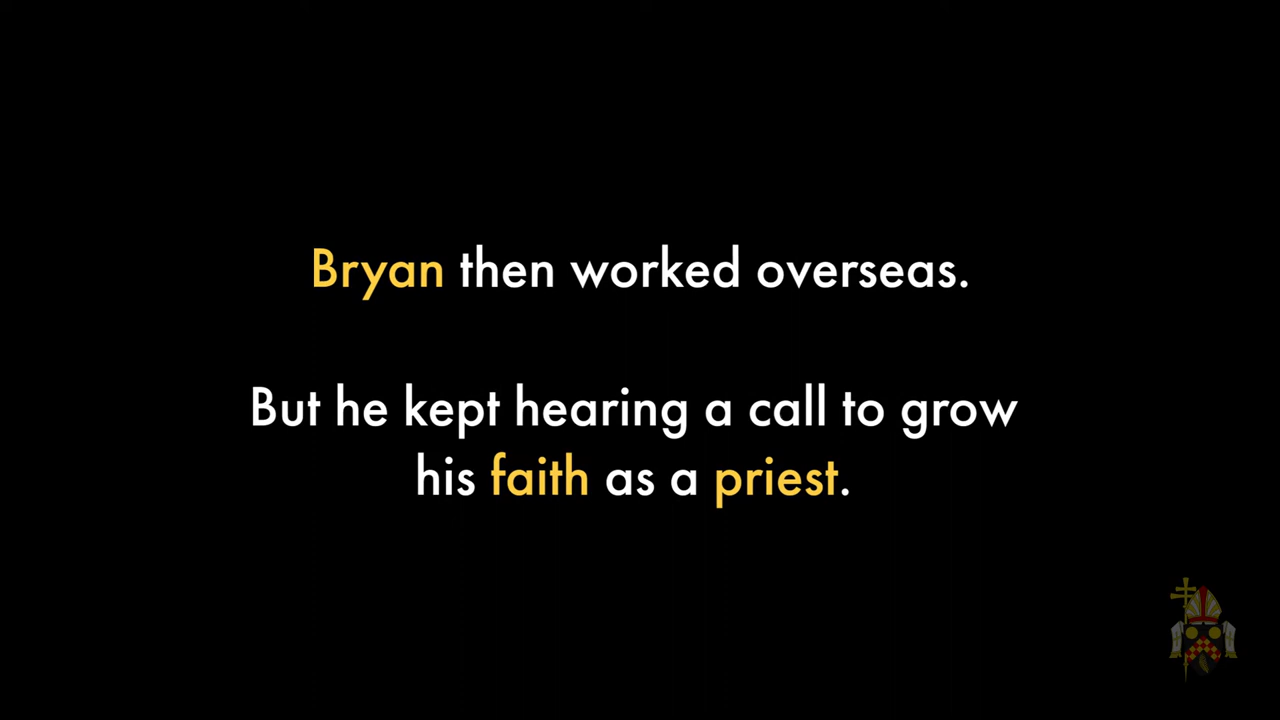 Bryan then worked overseas.
But he kept hearing a call to grow
his faith as a priest.